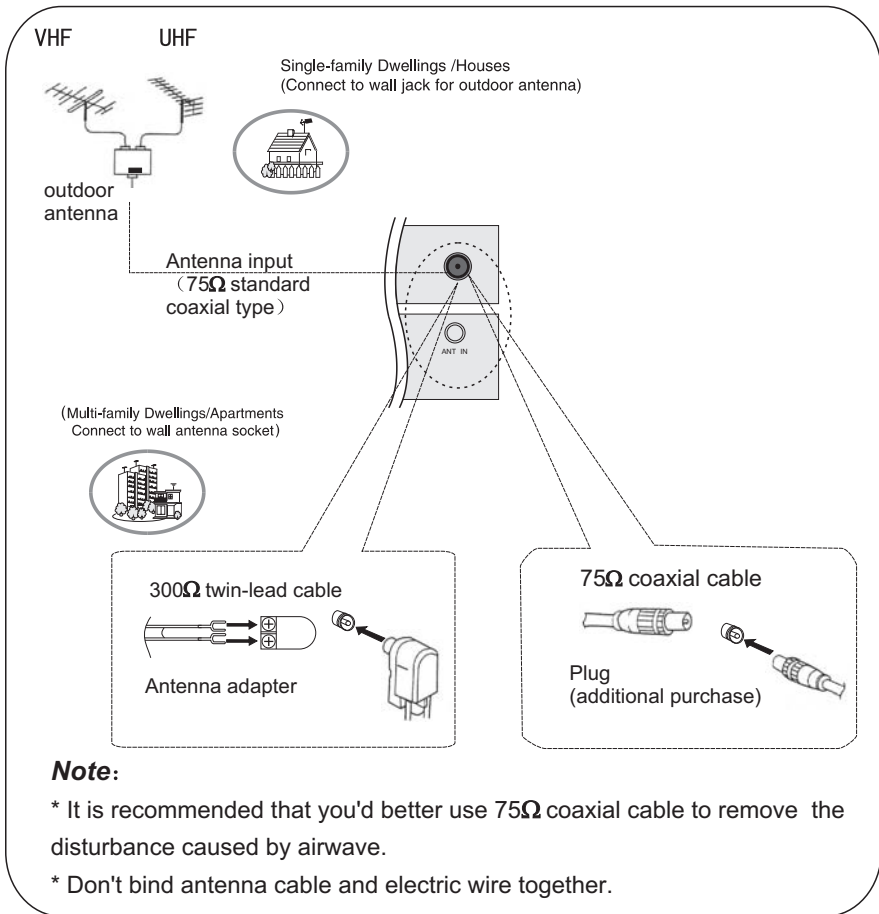 VHF UHF
Single-family Dwellings /Houses
(Connect to wall jack for outdoor antenna)
outdoor
antenna
Antenna input
（75Ω standard
coaxial type）
ANT IN
(Multi-family Dwellings/Apartments
Connect to wall antenna socket)
300Ω twin-lead cable
Antenna adapter
75Ω coaxial cable
Plug
(additional purchase)
Note：
* It is recommended that you'd better use 75Ω coaxial cable to remove the
disturbance caused by airwave.
* Don't bind antenna cable and electric wire together.